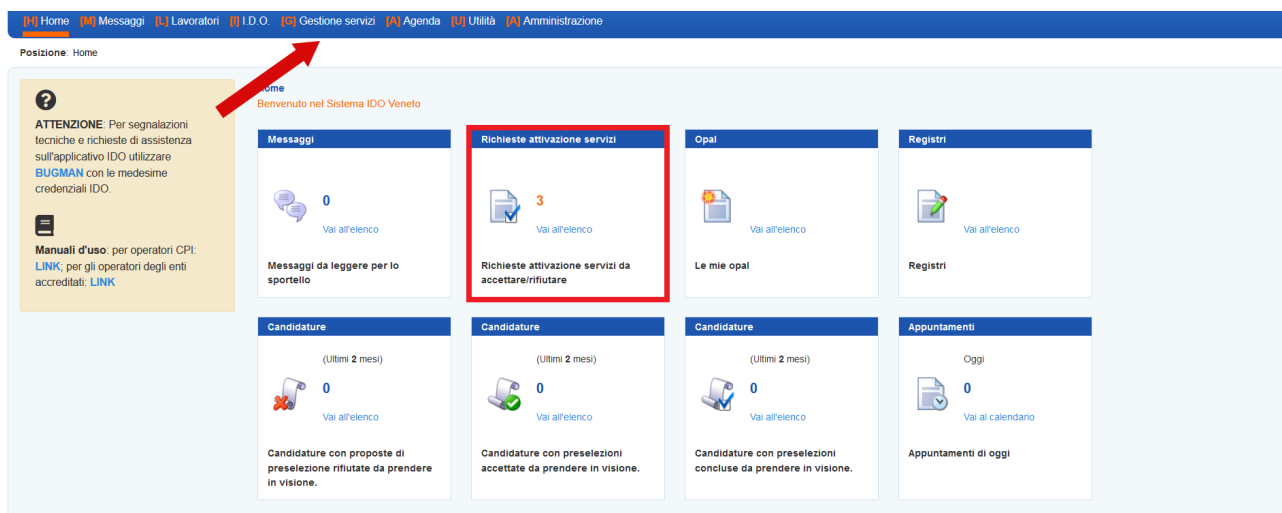 [H] Home [M] Messaggi [L] Lavoratori [I] I.D.O. [G] Gestione servizi [A] Agenda [U] Utilità [A] Amministrazione
Posizione: Home
ATTENZIONE: Per segnalazioni
tecniche e richieste di assistenza
sull'applicativo IDO utilizzare
BUGMAN con le medesime
credenziali IDO.
Manuali d'uso: per operatori CPI:
LINK; per gli operatori degli enti
accreditati: LINK
Home
Benvenuto nel Sistema IDO Veneto
Messaggi
0
Vai all'elenco
Messaggi da leggere per lo
sportello
Richieste attivazione servizi
3
Vai all'elenco
Richieste attivazione servizi da
accettare/rifiutare
Opal
Vai all'elenco
Le mie opal
Registri
Vai all'elenco
Registri
Candidature
(Ultimi 2 mesi)
0
Vai all'elenco
Candidature con proposte di
preselezione rifiutate da prendere
in visione.
Candidature
(Ultimi 2 mesi)
0
Vai all'elenco
Candidature con preselezioni
accettate da prendere in visione.
Candidature
(Ultimi 2 mesi)
0
Vai all'elenco
Candidature con preselezioni
concluse da prendere in visione.
Appuntamenti
Oggi
0
Vai al calendario
Appuntamenti di oggi